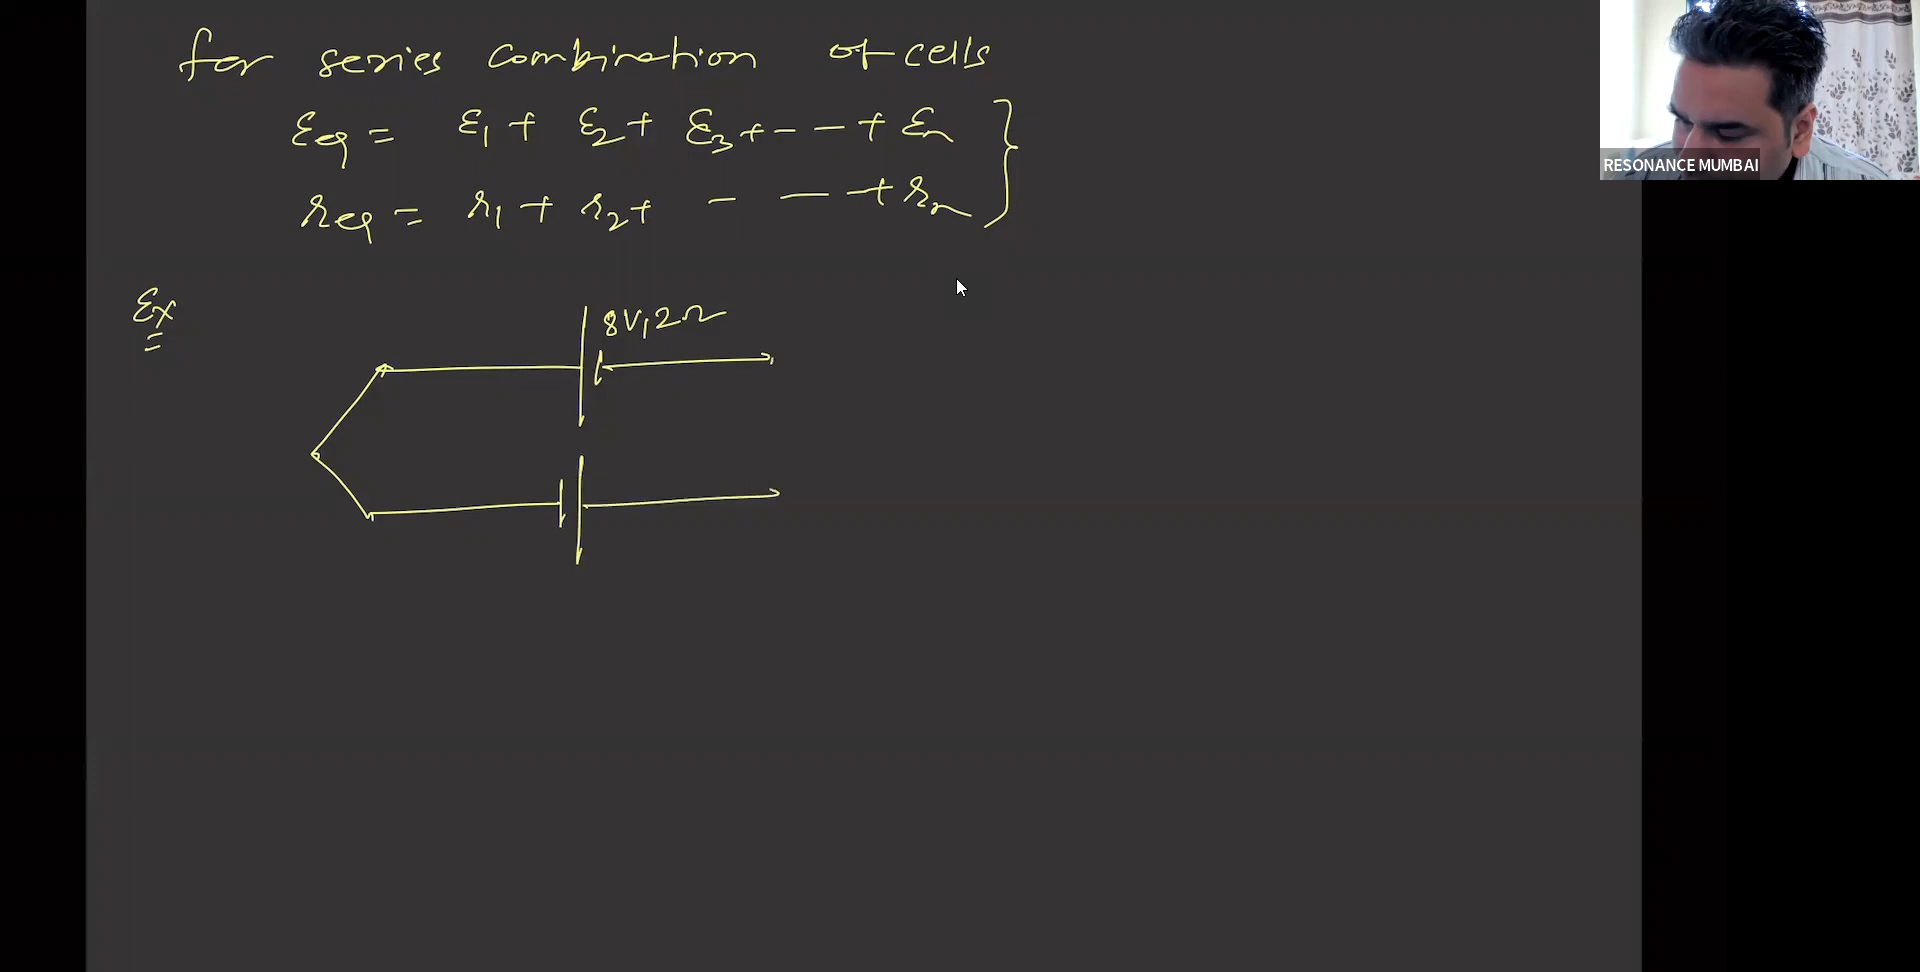 for series combination of cells
εeq = ε1 + ε2 + ε3 + - - + εn
req = r1 + r2 + - - + rn
Ex
8V, 2Ω
RESONANCE MUMBAI